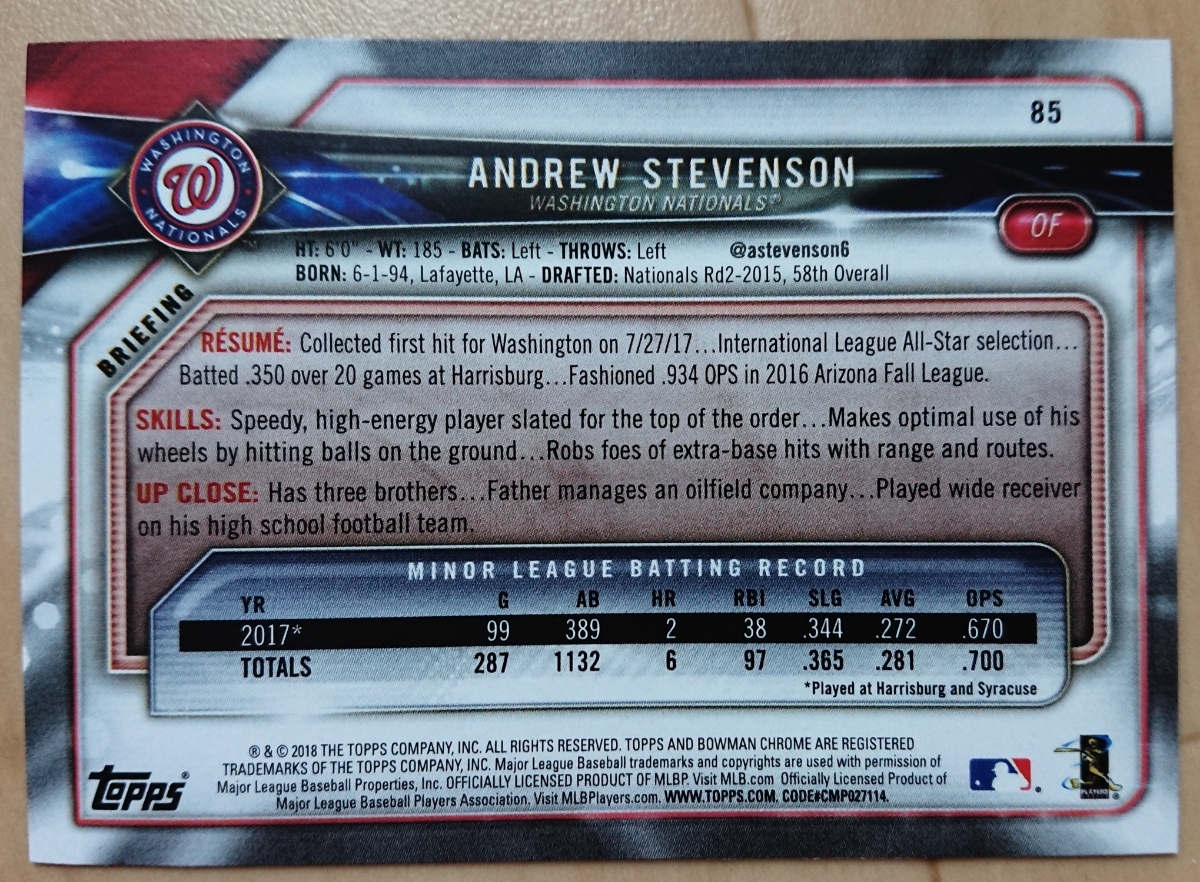 85
WASHINGTON
W
NATIONALS™
ANDREW STEVENSON
WASHINGTON NATIONALS®
OF
HT: 6'0" - WT: 185 - BATS: Left - THROWS: Left @astevenson6
BORN: 6-1-94, Lafayette, LA - DRAFTED: Nationals Rd2-2015, 58th Overall
BRIEFING
RÉSUMÉ: Collected first hit for Washington on 7/27/17...International League All-Star selection...
Batted .350 over 20 games at Harrisburg...Fashioned .934 OPS in 2016 Arizona Fall League.
SKILLS: Speedy, high-energy player slated for the top of the order...Makes optimal use of his
wheels by hitting balls on the ground...Robs foes of extra-base hits with range and routes.
UP CLOSE: Has three brothers...Father manages an oilfield company...Played wide receiver
on his high school football team.
MINOR LEAGUE BATTING RECORD
YR G AB HR RBI SLG AVG OPS
2017* 99 389 2 38 .344 .272 .670
TOTALS 287 1132 6 97 .365 .281 .700
*Played at Harrisburg and Syracuse
® & © 2018 THE TOPPS COMPANY, INC. ALL RIGHTS RESERVED. TOPPS AND BOWMAN CHROME ARE REGISTERED
TRADEMARKS OF THE TOPPS COMPANY, INC. Major League Baseball trademarks and copyrights are used with permission of
Major League Baseball Properties, Inc. OFFICIALLY LICENSED PRODUCT OF MLBP. Visit MLB.com Officially Licensed Product of
Major League Baseball Players Association. Visit MLBPlayers.com. WWW.TOPPS.COM. CODE#CMP027114.
Topps®
PLAYERS